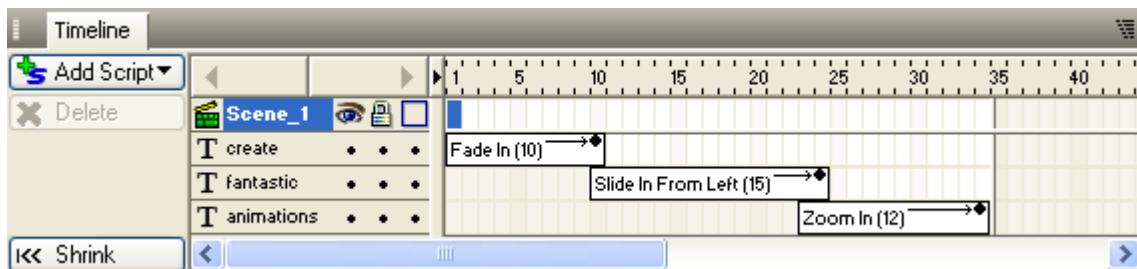 Timeline
Add Script
1 5 10 15 20 25 30 35 40
Delete
Scene_1
T create Fade In (10)
T fantastic Slide In From Left (15)
T animations Zoom In (12)
Shrink